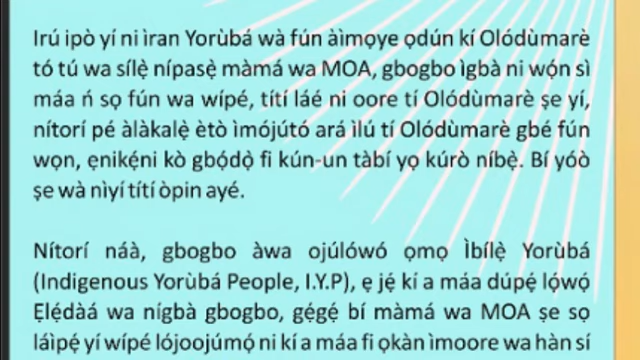 Irú ipò yí ni ìran Yorùbá wà fún àìmọye ọdún kí Olódùmarè
tó tú wa sílẹ̀ nípasẹ̀ màmá wa MOA, gbogbo ìgbà ni wọ́n sì
máa ń sọ fún wa wípé, títí láé ni oore tí Olódùmarè ṣe yí,
nítorí pé àlàkalẹ̀ ètò ìmójútó ará ìlú tí Olódùmarè gbé fún
wọn, ẹnikẹ́ni kò gbọ́dọ̀ fi kún-un tàbí yọ kúrò níbẹ̀. Bí yóò
ṣe wà nìyí títí òpin ayé.
Nítorí náà, gbogbo àwa ojúlówó ọmọ Ìbílẹ̀ Yorùbá
(Indigenous Yorùbá People, I.Y.P), ẹ jẹ́ kí a máa dúpẹ́ lọ́wọ́
Ẹlẹ́dàá wa nígbà gbogbo, gẹ́gẹ́ bí màmá wa MOA ṣe sọ
láìpẹ́ yí wípé lójoojúmọ́ ni kí a máa fi ọkàn ìmoore wa hàn sí